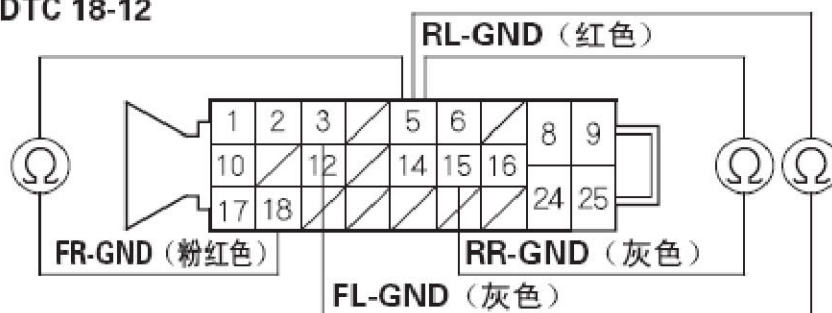 DTC 18-12
RL-GND（红色）
1 2 3 5 6 8 9
Ω 10 12 14 15 16 Ω Ω
17 18 24 25
FR-GND（粉红色） RR-GND（灰色）
FL-GND（灰色）